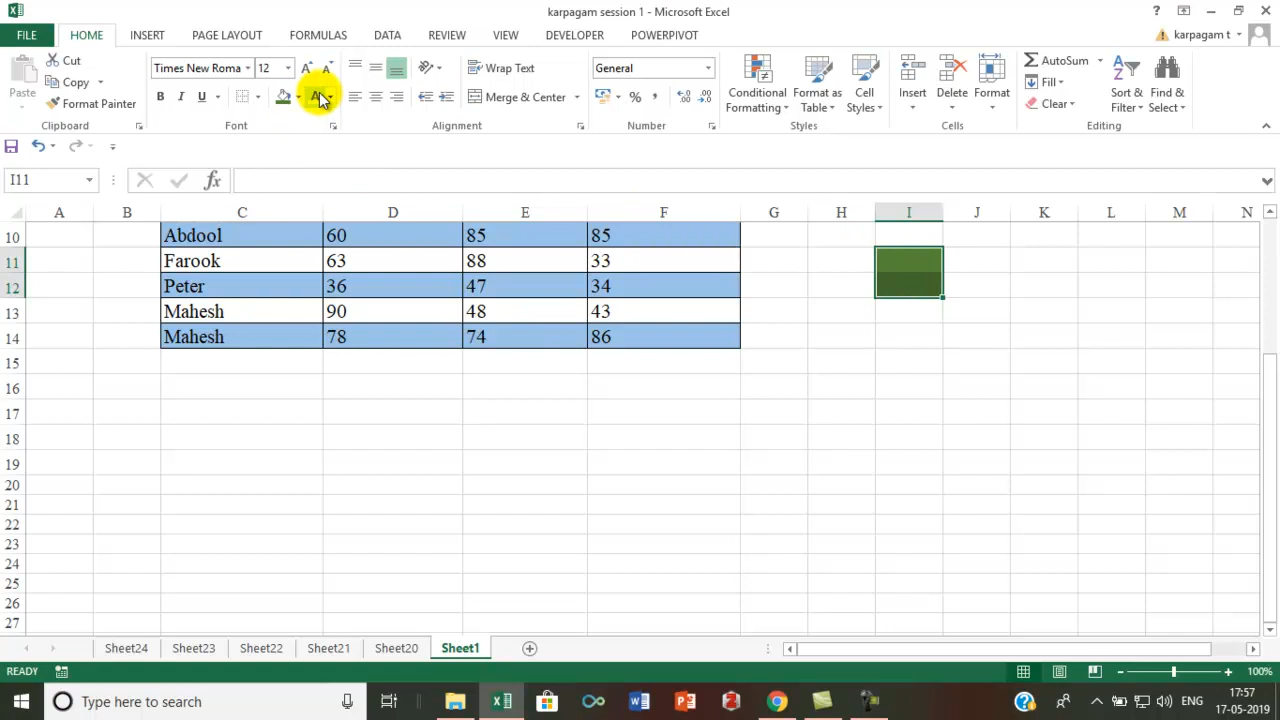 karpagam session 1 - Microsoft Excel
?
FILE HOME INSERT PAGE LAYOUT FORMULAS DATA REVIEW VIEW DEVELOPER POWERPIVOT karpagam t
Cut
Copy
Format Painter
Paste
Clipboard
Times New Roma 12
B I U
Font
Wrap Text
Merge & Center
Alignment
General
%
Number
Conditional Formatting
Format as Table
Cell Styles
Styles
Insert Delete Format
Cells
AutoSum
Fill
Clear
Sort & Filter
Find & Select
Editing
I11
fx
A B C D E F G H I J K L M N
10 Abdool 60 85 85
11 Farook 63 88 33
12 Peter 36 47 34
13 Mahesh 90 48 43
14 Mahesh 78 74 86
15
16
17
18
19
20
21
22
23
24
25
26
27
Sheet24 Sheet23 Sheet22 Sheet21 Sheet20 Sheet1
READY 100%
Type here to search
ENG
17:57
17-05-2019